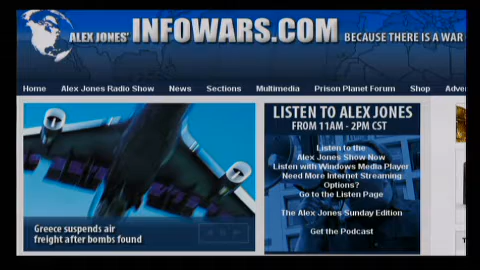 ALEX JONES' INFOWARS.COM BECAUSE THERE IS A WAR
Home Alex Jones Radio Show News Sections Multimedia Prison Planet Forum Shop Adve
LISTEN TO ALEX JONES
FROM 11AM - 2PM CST
Listen to the
Alex Jones Show Now
Listen with Windows Media Player
Need More Internet Streaming
Options?
Go to the Listen Page
The Alex Jones Sunday Edition
Get the Podcast
Greece suspends air
freight after bombs found